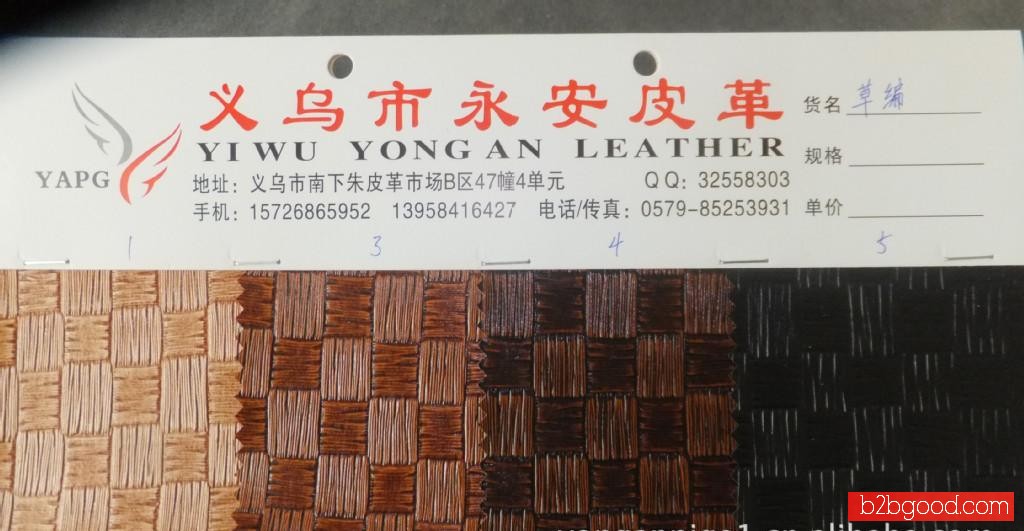 义乌市永安皮革
YI WU YONG AN LEATHER
YAPG
地址：义乌市南下朱皮革市场B区47幢4单元 QQ：32558303
手机：15726865952 13958416427 电话/传真：0579-85253931
货名 草编
规格
单价
1 3 4 5
b2bgood.com